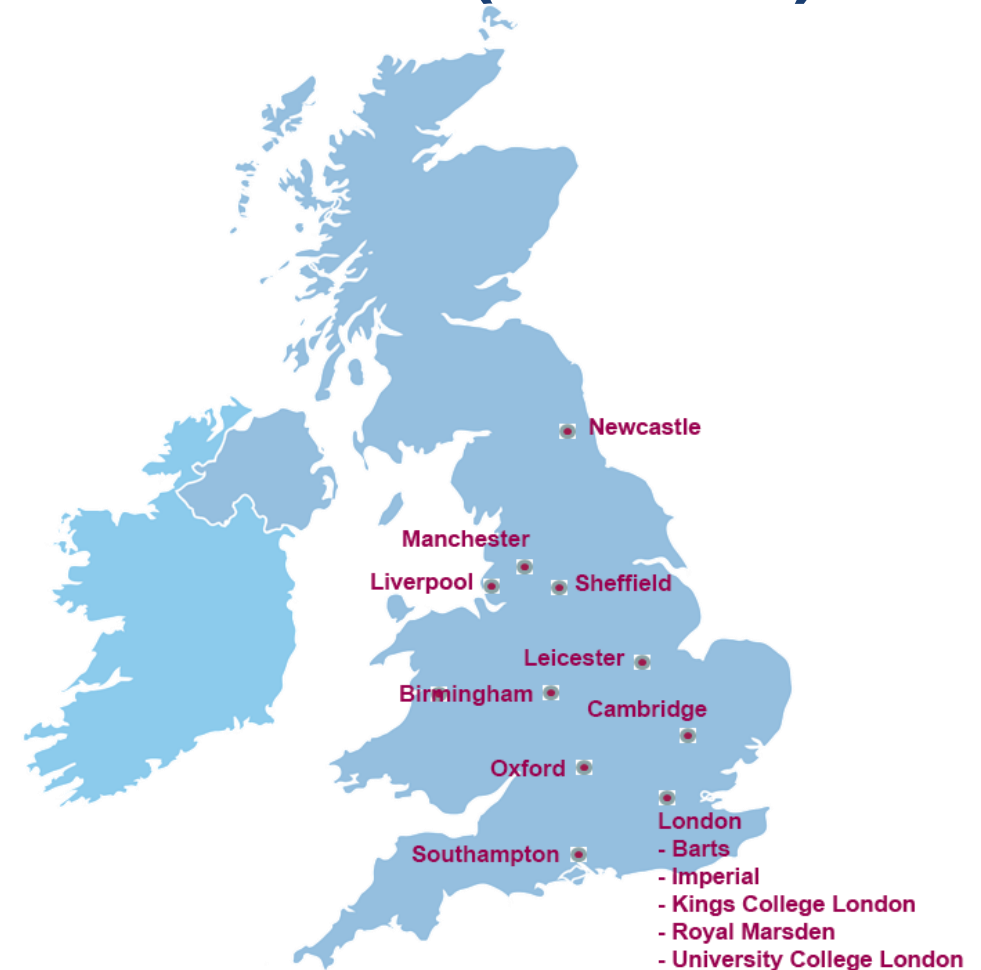 Newcastle
Manchester
Liverpool
Sheffield
Leicester
Birmingham
Cambridge
Oxford
London
- Barts
- Imperial
- Kings College London
- Royal Marsden
- University College London
Southampton